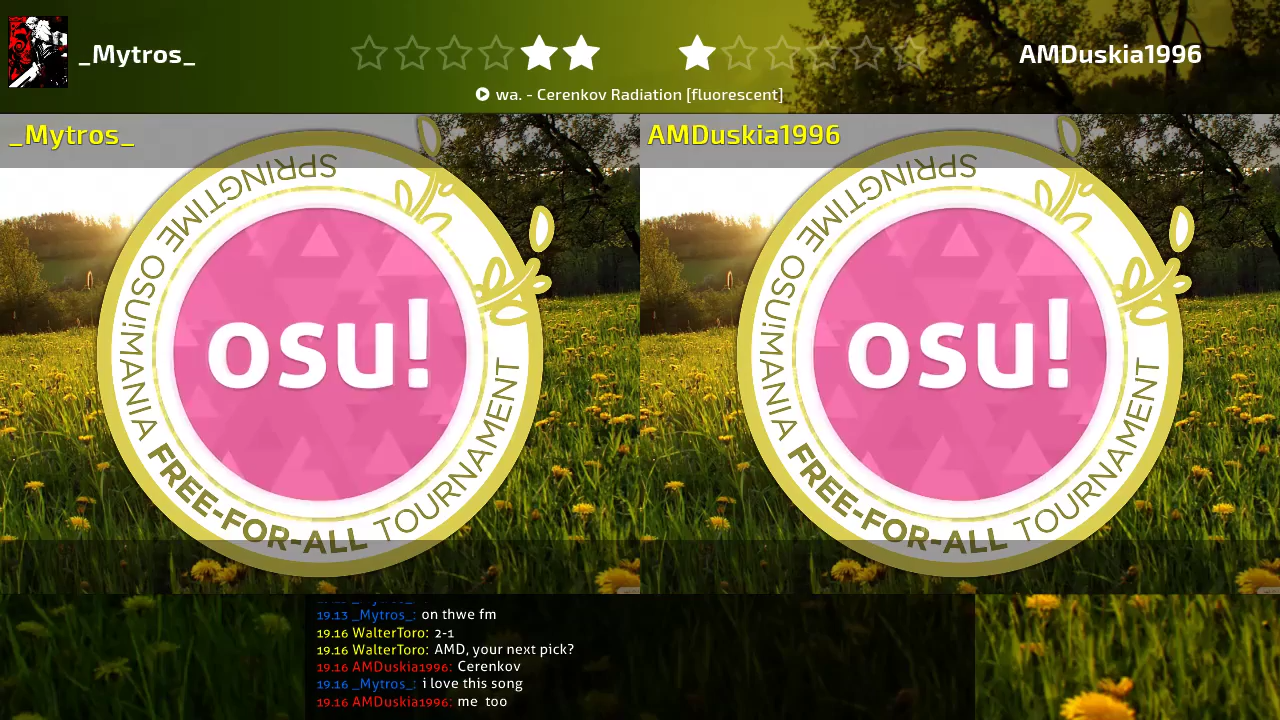 _Mytros_
AMDuskia1996
wa. - Cerenkov Radiation [fluorescent]
_Mytros_
AMDuskia1996
SPRINGTIME OSU!MANIA FREE-FOR-ALL TOURNAMENT
osu!
SPRINGTIME OSU!MANIA FREE-FOR-ALL TOURNAMENT
osu!
19.13 _Mytros_: on thwe fm
19.16 WalterToro: 2-1
19.16 WalterToro: AMD, your next pick?
19.16 AMDuskia1996: Cerenkov
19.16 _Mytros_: i love this song
19.16 AMDuskia1996: me too